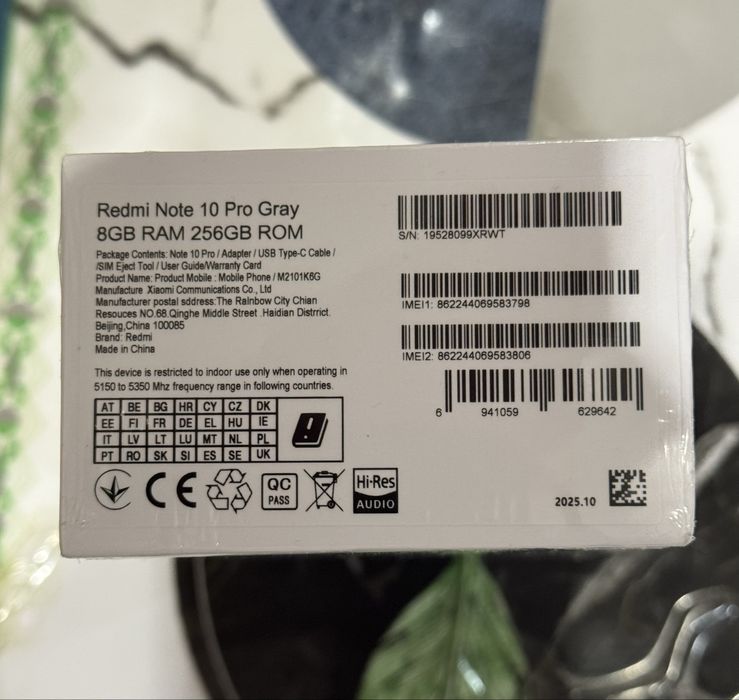 Redmi Note 10 Pro Gray
8GB RAM 256GB ROM
Package Contents: Note 10 Pro / Adapter / USB Type-C Cable /
/SIM Eject Tool / User Guide/Warranty Card
Product Name: Product Mobile : Mobile Phone / M2101K6G
Manufacture Xiaomi Communications Co., Ltd
Manufacturer postal sddress:The Rainbow City Chian
Resouces NO.68.Qinghe Middle Street .Haidian Distrrict.
Beijing,China 100085
Brand: Redmi
Made in China
This device is restricted to indoor use only when operating in
5150 to 5350 Mhz frequency range in following countries.
AT BE BG HR CY CZ DK
EE FI FR DE EL HU IE
IT LV LT LU MT NL PL
PT RO SK SI ES SE UK
CE
QC
PASS
Hi-Res
AUDIO
S/N: 19528099XRWT
IMEI1: 862244069583798
IMEI2: 862244069583806
6 941059 629642
2025.10